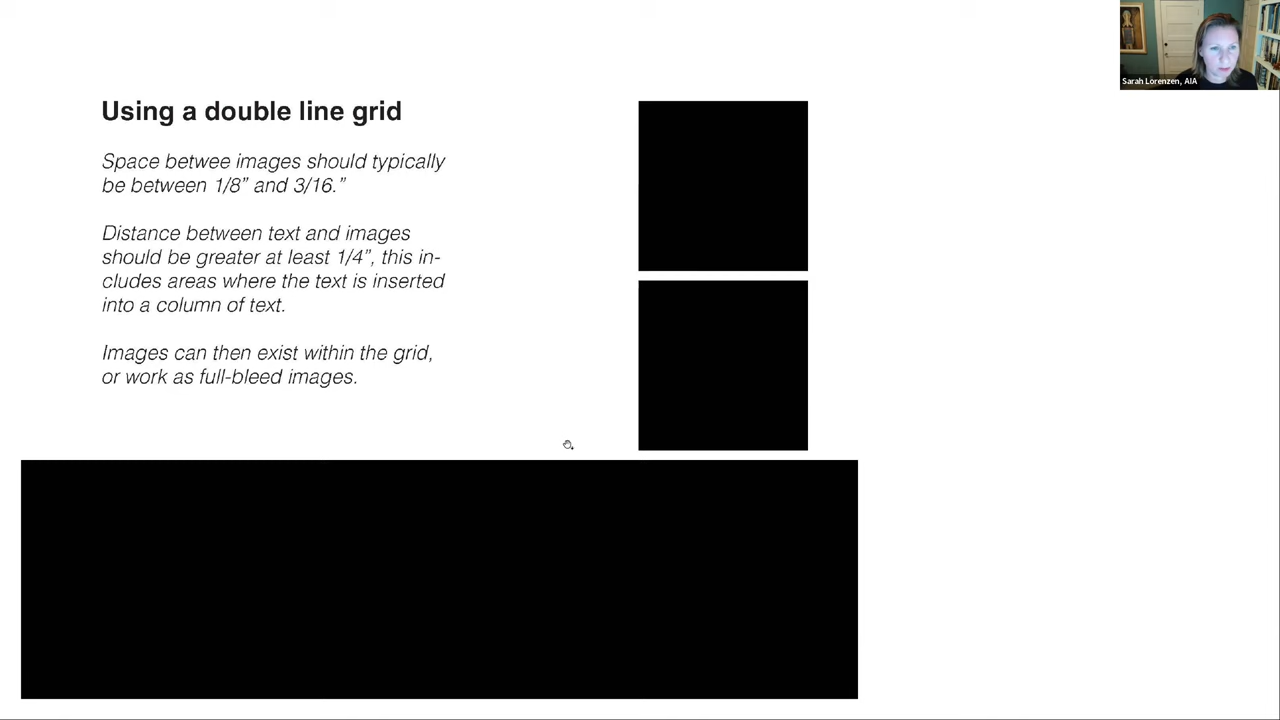 Using a double line grid
Space betwee images should typically
be between 1/8” and 3/16.”
Distance between text and images
should be greater at least 1/4”, this in-
cludes areas where the text is inserted
into a column of text.
Images can then exist within the grid,
or work as full-bleed images.
Sarah Lorenzen, AIA